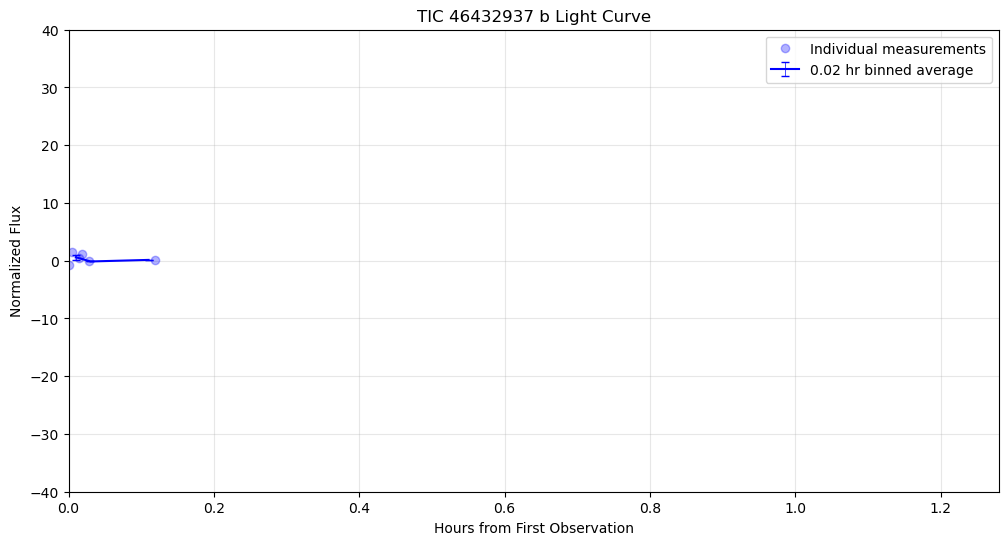 TIC 46432937 b Light Curve
Individual measurements
0.02 hr binned average
Normalized Flux
40
30
20
10
0
−10
−20
−30
−40
0.0 0.2 0.4 0.6 0.8 1.0 1.2
Hours from First Observation